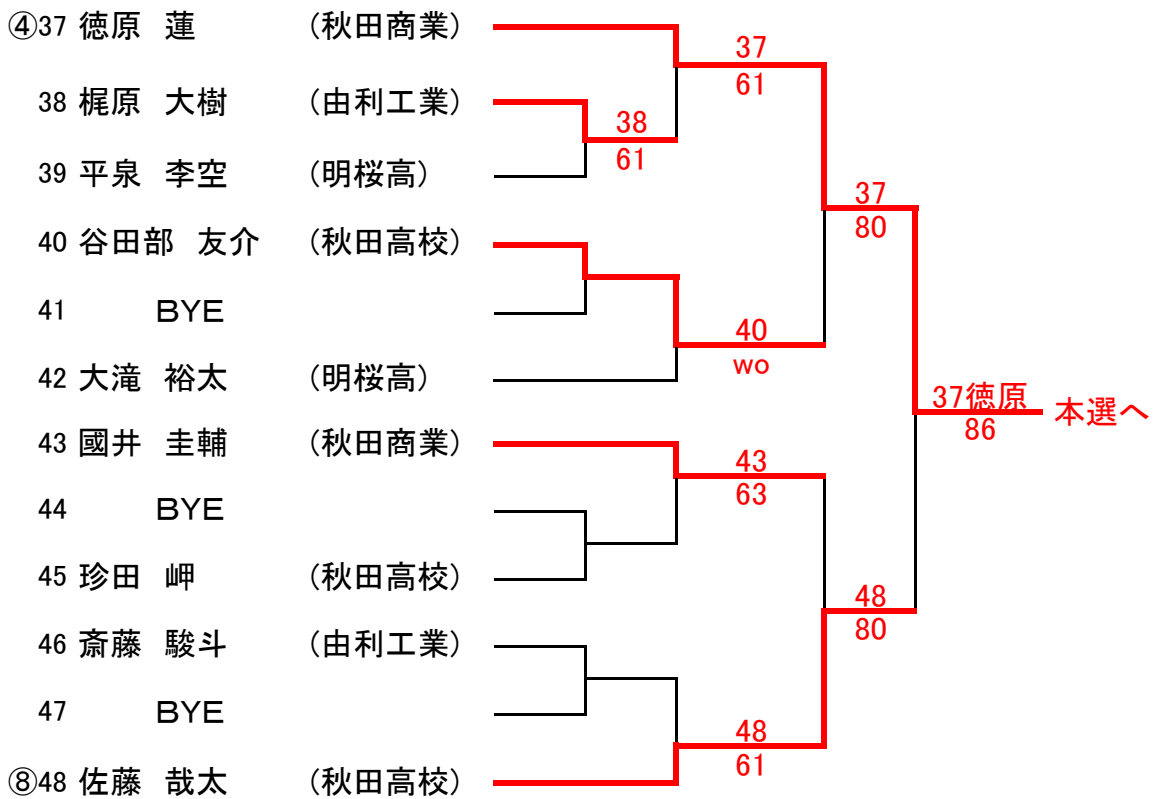 ④37 徳原 蓮 (秋田商業)
38 梶原 大樹 (由利工業)
39 平泉 李空 (明桜高)
40 谷田部 友介 (秋田高校)
41 BYE
42 大滝 裕太 (明桜高)
43 國井 圭輔 (秋田商業)
44 BYE
45 珍田 岬 (秋田高校)
46 斎藤 駿斗 (由利工業)
47 BYE
⑧48 佐藤 哉太 (秋田高校)
38
61
37
61
40
wo
43
63
48
61
37
80
48
80
37徳原
86
本選へ